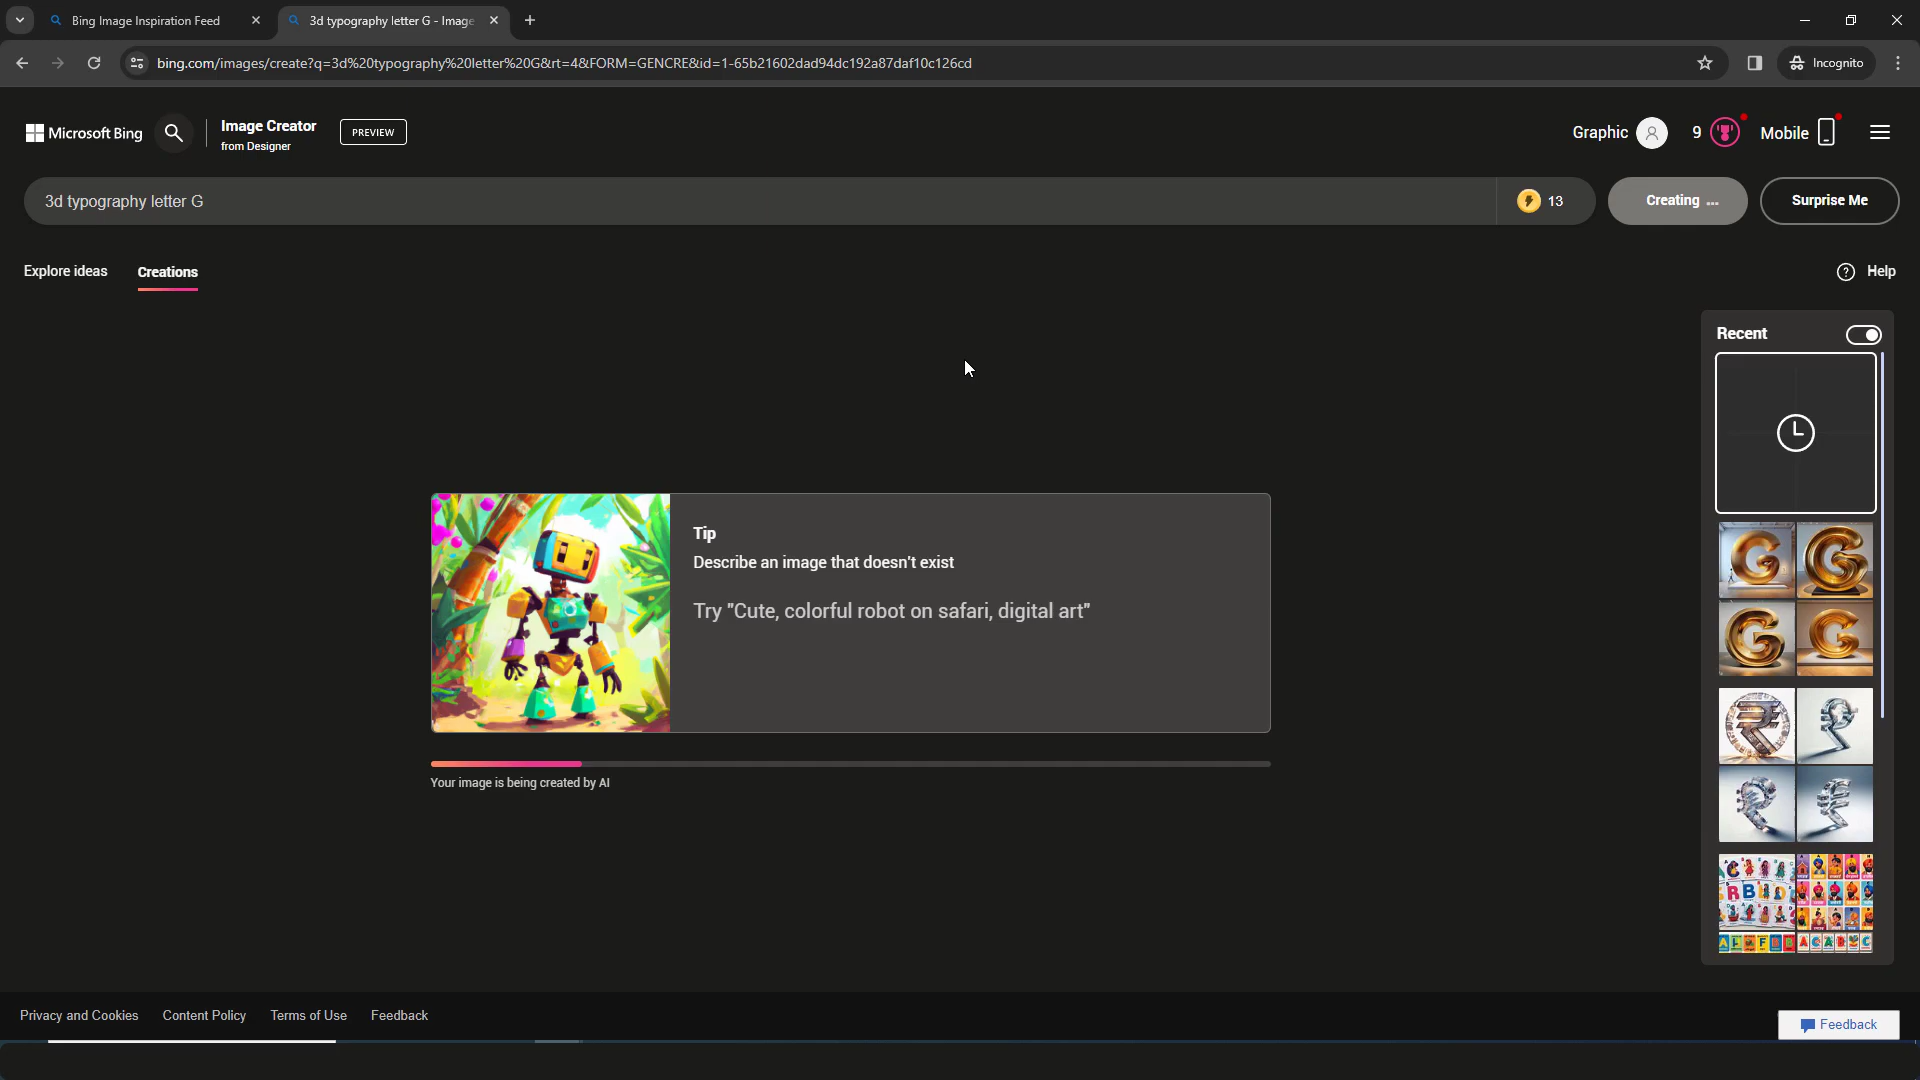 Bing Image Inspiration Feed
3d typography letter G - Image
bing.com/images/create?q=3d%20typography%20letter%20G&rt=4&FORM=GENCRE&id=1-65b21602dad94dc192a87daf10c126cd
Incognito
Microsoft Bing
Image Creator
from Designer
PREVIEW
Graphic
9
Mobile
3d typography letter G
13
Creating ...
Surprise Me
Explore ideas
Creations
Help
Recent
G G
G G
Tip
Describe an image that doesn't exist
Try "Cute, colorful robot on safari, digital art"
Your image is being created by AI
Privacy and Cookies
Content Policy
Terms of Use
Feedback
Feedback